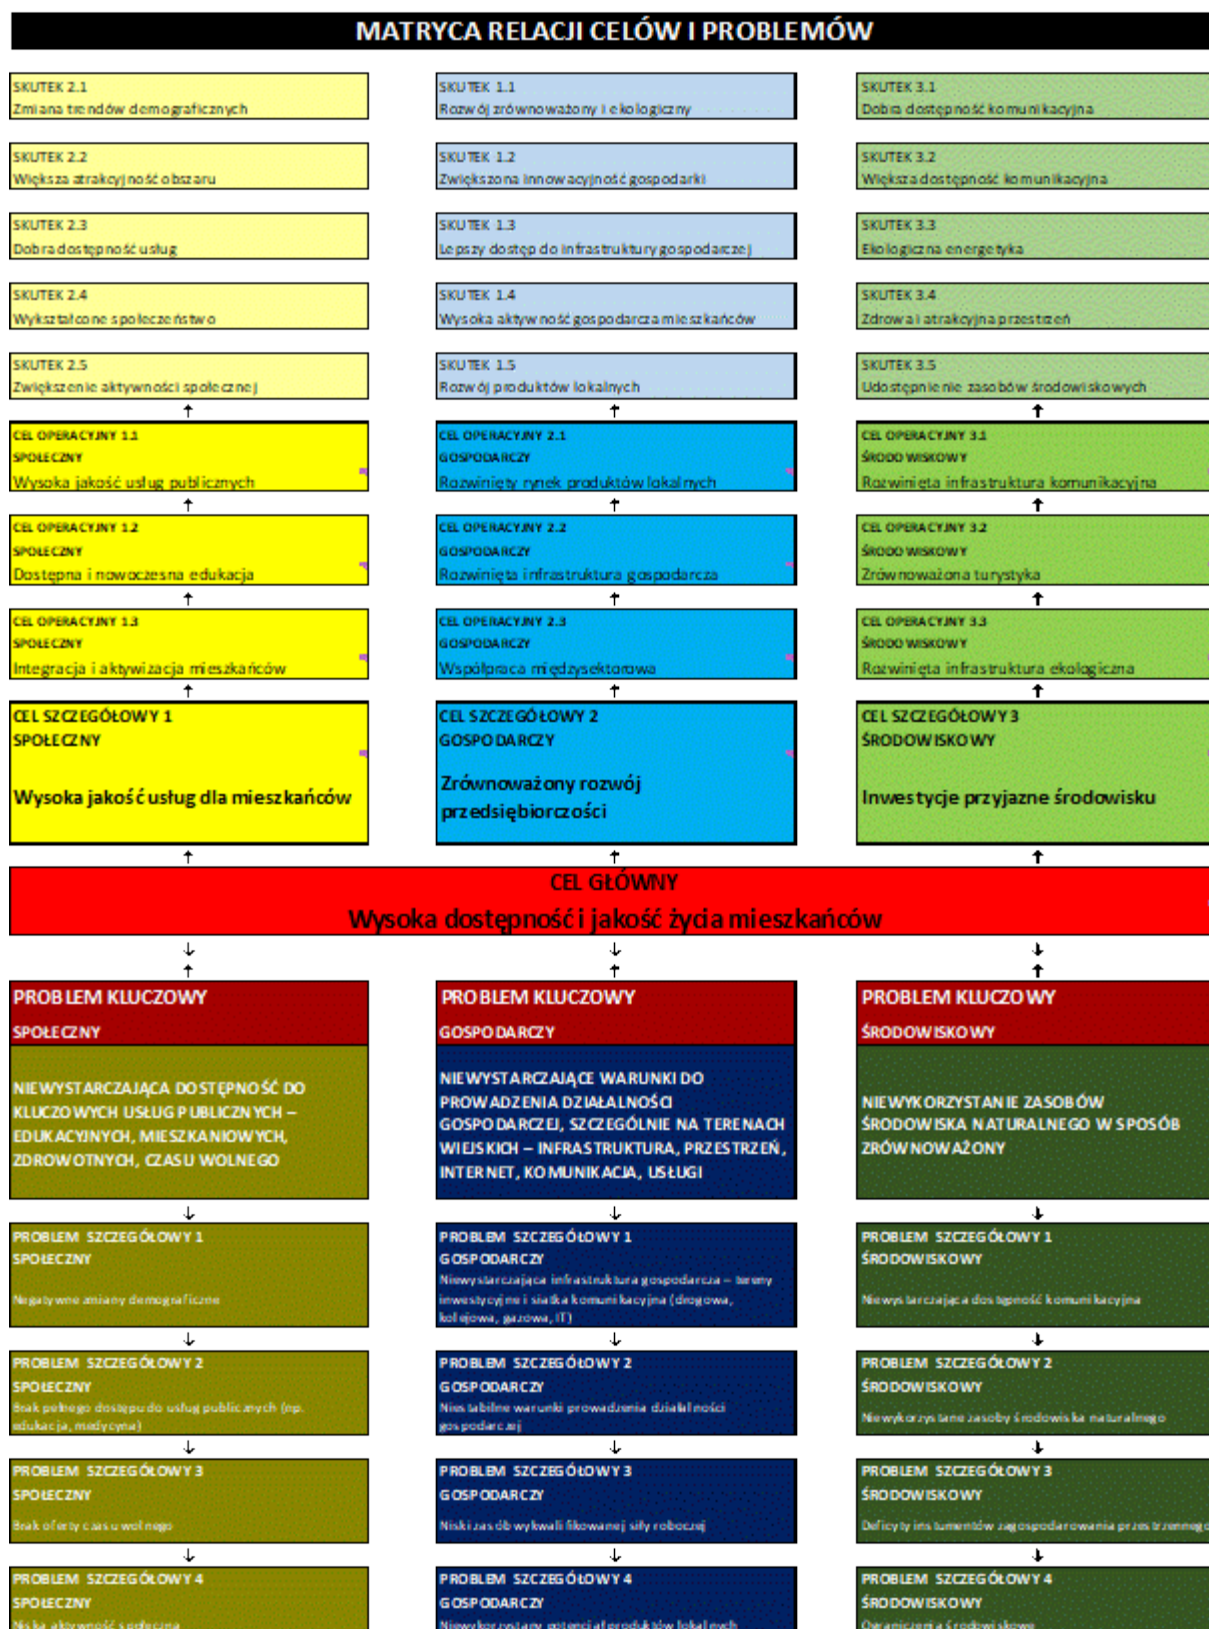 MATRYCA RELACJI CELÓW I PROBLEMÓW
SKUTEK 2.1
Zmiana trendów demograficznych
SKUTEK 1.1
Rozwój zrównoważony i ekologiczny
SKUTEK 3.1
Dobra dostępność komunikacyjna
SKUTEK 2.2
Większa atrakcyjność obszaru
SKUTEK 1.2
Zwiększona innowacyjność gospodarki
SKUTEK 3.2
Większa dostępność komunikacyjna
SKUTEK 2.3
Dobra dostępność usług
SKUTEK 1.3
Lepszy dostęp do infrastruktury gospodarczej
SKUTEK 3.3
Ekologiczna energetyka
SKUTEK 2.4
Wykształcone społeczeństwo
SKUTEK 1.4
Wysoka aktywność gospodarcza mieszkańców
SKUTEK 3.4
Zdrowa i atrakcyjna przestrzeń
SKUTEK 2.5
Zwiększenie aktywności społecznej
SKUTEK 1.5
Rozwój produktów lokalnych
SKUTEK 3.5
Udostępnienie zasobów środowiskowych
CEL OPERACYJNY 1.1
SPOŁECZNY
Wysoka jakość usług publicznych
CEL OPERACYJNY 2.1
GOSPODARCZY
Rozwinięty rynek produktów lokalnych
CEL OPERACYJNY 3.1
ŚRODOWISKOWY
Rozwinięta infrastruktura komunikacyjna
CEL OPERACYJNY 1.2
SPOŁECZNY
Dostępna i nowoczesna edukacja
CEL OPERACYJNY 2.2
GOSPODARCZY
Rozwinięta infrastruktura gospodarcza
CEL OPERACYJNY 3.2
ŚRODOWISKOWY
Zrównoważona turystyka
CEL OPERACYJNY 1.3
SPOŁECZNY
Integracja i aktywizacja mieszkańców
CEL OPERACYJNY 2.3
GOSPODARCZY
Współpraca międzysektorowa
CEL OPERACYJNY 3.3
ŚRODOWISKOWY
Rozwinięta infrastruktura ekologiczna
CEL SZCZEGÓŁOWY 1
SPOŁECZNY
Wysoka jakość usług dla mieszkańców
CEL SZCZEGÓŁOWY 2
GOSPODARCZY
Zrównoważony rozwój
przedsiębiorczości
CEL SZCZEGÓŁOWY 3
ŚRODOWISKOWY
Inwestycje przyjazne środowisku
CEL GŁÓWNY
Wysoka dostępność i jakość życia mieszkańców
PROBLEM KLUCZOWY
SPOŁECZNY
NIEWYSTARCZAJĄCA DOSTĘPNOŚĆ DO
KLUCZOWYCH USŁUG PUBLICZNYCH –
EDUKACYJNYCH, MIESZKANIOWYCH,
ZDROWOTNYCH, CZASU WOLNEGO
PROBLEM KLUCZOWY
GOSPODARCZY
NIEWYSTARCZAJĄCE WARUNKI DO
PROWADZENIA DZIAŁALNOŚCI
GOSPODARCZEJ, SZCZEGÓLNIE NA TERENACH
WIEJSKICH – INFRASTRUKTURA, PRZESTRZEŃ,
INTERNET, KOMUNIKACJA, USŁUGI
PROBLEM KLUCZOWY
ŚRODOWISKOWY
NIEWYKORZYSTANIE ZASOBÓW
ŚRODOWISKA NATURALNEGO W SPOSÓB
ZRÓWNOWAŻONY
PROBLEM SZCZEGÓŁOWY 1
SPOŁECZNY
Negatywne zmiany demograficzne
PROBLEM SZCZEGÓŁOWY 1
GOSPODARCZY
Niewystarczająca infrastruktura gospodarcza – tereny
inwestycyjne i siatka komunikacyjna (drogowa,
kolejowa, gazowa, IT)
PROBLEM SZCZEGÓŁOWY 1
ŚRODOWISKOWY
Niewystarczająca dostępność komunikacyjna
PROBLEM SZCZEGÓŁOWY 2
SPOŁECZNY
Brak pełnego dostępu do usług publicznych (np.
edukacja, medycyna)
PROBLEM SZCZEGÓŁOWY 2
GOSPODARCZY
Niestabilne warunki prowadzenia działalności
gospodarczej
PROBLEM SZCZEGÓŁOWY 2
ŚRODOWISKOWY
Niewykorzystane zasoby środowiska naturalnego
PROBLEM SZCZEGÓŁOWY 3
SPOŁECZNY
Brak oferty czasu wolnego
PROBLEM SZCZEGÓŁOWY 3
GOSPODARCZY
Niski zasób wykwalifikowanej siły roboczej
PROBLEM SZCZEGÓŁOWY 3
ŚRODOWISKOWY
Deficyty instumentów zagospodarowania przestrzennego
PROBLEM SZCZEGÓŁOWY 4
SPOŁECZNY
Niska aktywność społeczna
PROBLEM SZCZEGÓŁOWY 4
GOSPODARCZY
Niewykorzystany potencjał produktów lokalnych
PROBLEM SZCZEGÓŁOWY 4
ŚRODOWISKOWY
Ograniczenia środowiskowe